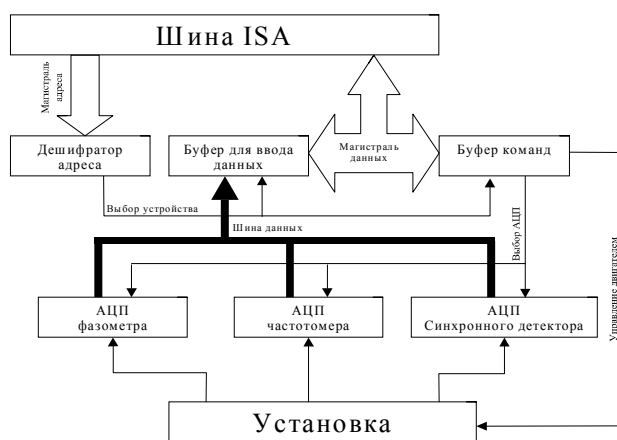 Шина ISA
Магистраль
адреса
Дешифратор
адреса
Буфер для ввода
данных
Магистраль
данных
Буфер команд
Выбор устройства
Шина данных
Выбор АЦП
Управление двигателем
АЦП
фазометра
АЦП
частотомера
АЦП
Синхронного детектора
Установка